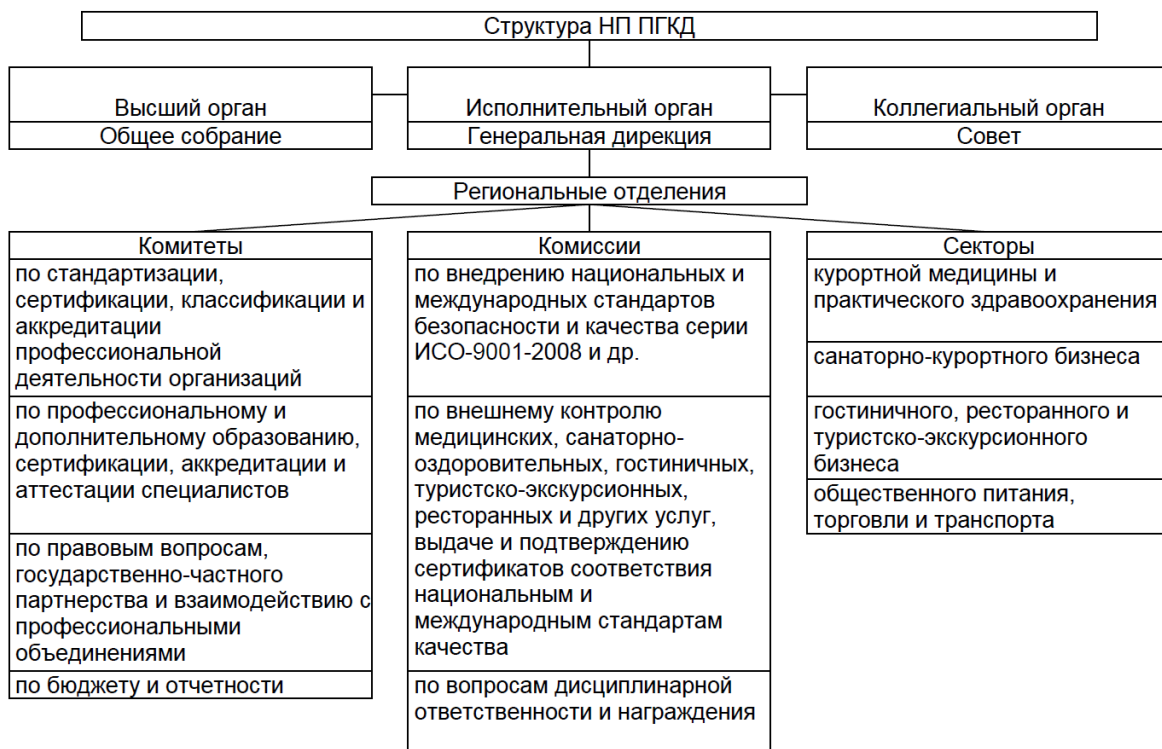 Структура НП ПГКД
Высший орган
Общее собрание
Исполнительный орган
Генеральная дирекция
Коллегиальный орган
Совет
Региональные отделения
Комитеты
по стандартизации,
сертификации, классификации и
аккредитации
профессиональной
деятельности организаций
по профессиональному и
дополнительному образованию,
сертификации, аккредитации и
аттестации специалистов
по правовым вопросам,
государственно-частного
партнерства и взаимодействию с
профессиональными
объединениями
по бюджету и отчетности
Комиссии
по внедрению национальных и
международных стандартов
безопасности и качества серии
ИСО-9001-2008 и др.
по внешнему контролю
медицинских, санаторно-
оздоровительных, гостиничных,
туристско-экскурсионных,
ресторанных и других услуг,
выдаче и подтверждению
сертификатов соответствия
национальным и
международным стандартам
качества
по вопросам дисциплинарной
ответственности и награждения
Секторы
курортной медицины и
практического здравоохранения
санаторно-курортного бизнеса
гостиничного, ресторанного и
туристско-экскурсионного
бизнеса
общественного питания,
торговли и транспорта